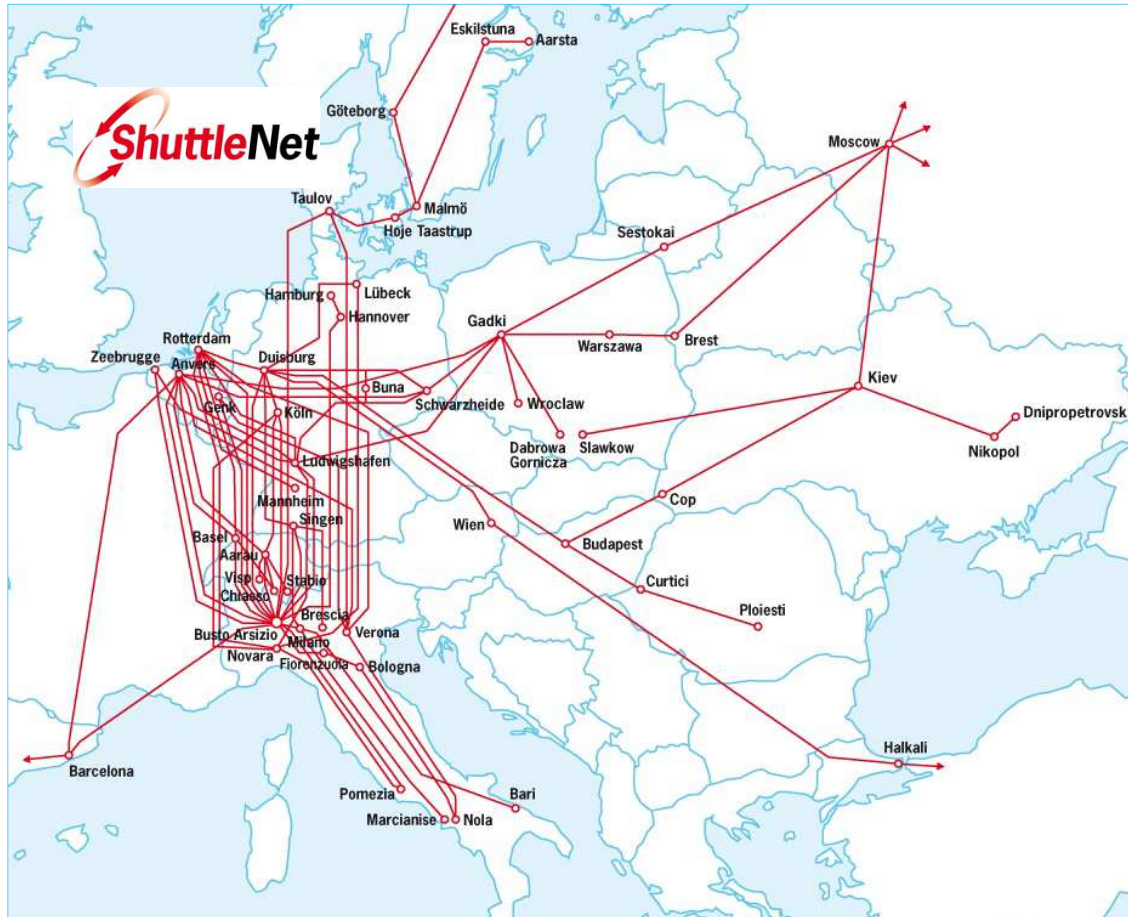 Eskilstuna
Aarsta
Göteborg
ShuttleNet
Moscow
Taulov
Malmö
Hoje Taastrup
Sestokai
Hamburg
Lübeck
Hannover
Gadki
Rotterdam
Zeebrugge
Anvers
Duisburg
Warszawa
Brest
Buna
Kiev
Genk
Köln
Schwarzheide
Wroclaw
Dnipropetrovsk
Dabrowa
Gornicza
Slawkow
Nikopol
Ludwigshafen
Mannheim
Cop
Singen
Wien
Basel
Budapest
Aarau
Visp
Stabio
Chiasso
Curtici
Ploiesti
Brescia
Busto Arsizio
Milano
Verona
Novara
Fiorenzuola
Bologna
Halkali
Barcelona
Pomezia
Bari
Marcianise
Nola